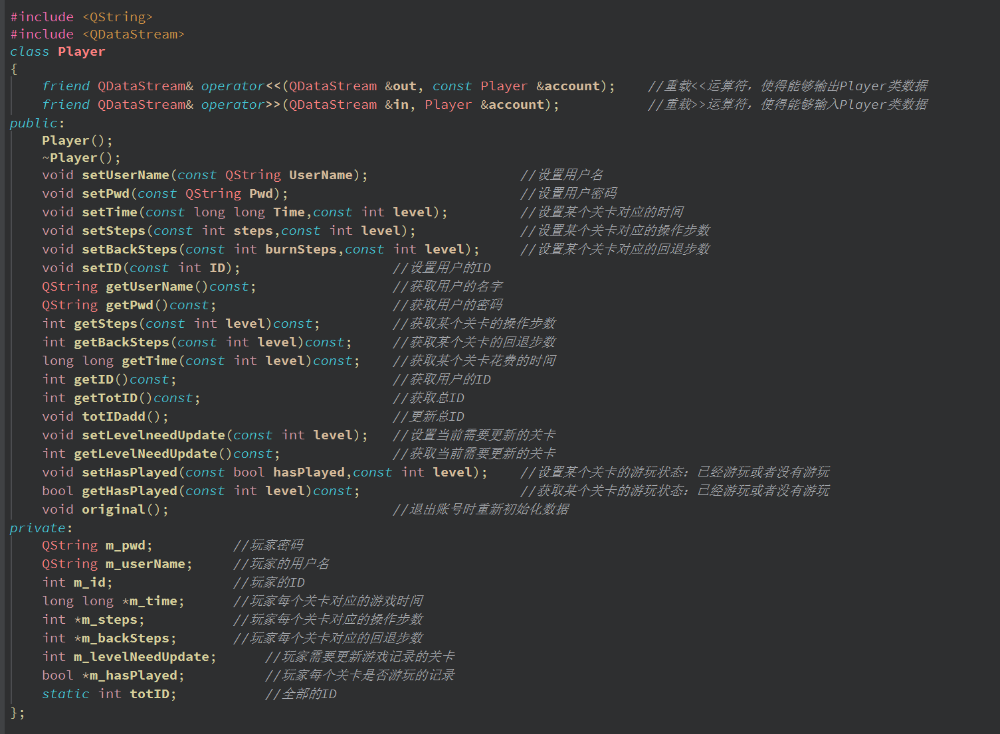 #include <QString>
#include <QDataStream>
class Player
{
    friend QDataStream& operator<<(QDataStream &out, const Player &account);    //重载<<运算符，使得能够输出Player类数据
    friend QDataStream& operator>>(QDataStream &in, Player &account);           //重载>>运算符，使得能够输入Player类数据
public:
    Player();
    ~Player();
    void setUserName(const QString UserName);                   //设置用户名
    void setPwd(const QString Pwd);                             //设置用户密码
    void setTime(const long long Time,const int level);         //设置某个关卡对应的时间
    void setSteps(const int steps,const int level);             //设置某个关卡对应的操作步数
    void setBackSteps(const int burnSteps,const int level);     //设置某个关卡对应的回退步数
    void setID(const int ID);                   //设置用户的ID
    QString getUserName()const;                 //获取用户的名字
    QString getPwd()const;                      //获取用户的密码
    int getSteps(const int level)const;         //获取某个关卡的操作步数
    int getBackSteps(const int level)const;     //获取某个关卡的回退步数
    long long getTime(const int level)const;    //获取某个关卡花费的时间
    int getID()const;                           //获取用户的ID
    int getTotID()const;                        //获取总ID
    void totIDadd();                            //更新总ID
    void setLevelneedUpdate(const int level);   //设置当前需要更新的关卡
    int getLevelNeedUpdate()const;              //获取当前需要更新的关卡
    void setHasPlayed(const bool hasPlayed,const int level);    //设置某个关卡的游玩状态：已经游玩或者没有游玩
    bool getHasPlayed(const int level)const;                    //获取某个关卡的游玩状态：已经游玩或者没有游玩
    void original();                            //退出账号时重新初始化数据
private:
    QString m_pwd;          //玩家密码
    QString m_userName;     //玩家的用户名
    int m_id;               //玩家的ID
    long long *m_time;      //玩家每个关卡对应的游戏时间
    int *m_steps;           //玩家每个关卡对应的操作步数
    int *m_backSteps;       //玩家每个关卡对应的回退步数
    int m_levelNeedUpdate;      //玩家需要更新游戏记录的关卡
    bool *m_hasPlayed;          //玩家每个关卡是否游玩的记录
    static int totID;           //全部的ID
};